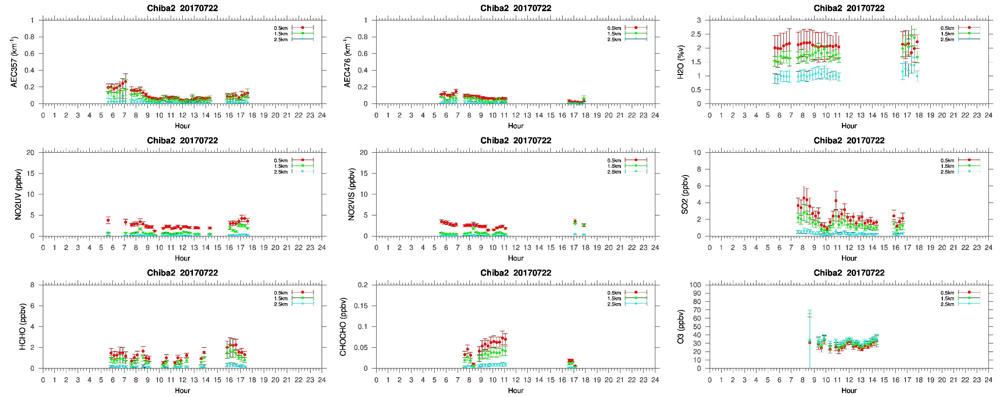 Chiba2 20170722
AEC357 (km-1)
1
0.8
0.6
0.4
0.2
0
0.5km
1.5km
2.5km
0 1 2 3 4 5 6 7 8 9 10 11 12 13 14 15 16 17 18 19 20 21 22 23 24
Hour
Chiba2 20170722
AEC476 (km-1)
1
0.8
0.6
0.4
0.2
0
0.5km
1.5km
2.5km
0 1 2 3 4 5 6 7 8 9 10 11 12 13 14 15 16 17 18 19 20 21 22 23 24
Hour
Chiba2 20170722
H2O (%v)
3
2.5
2
1.5
1
0.5
0
0.5km
1.5km
2.5km
0 1 2 3 4 5 6 7 8 9 10 11 12 13 14 15 16 17 18 19 20 21 22 23 24
Hour
Chiba2 20170722
NO2UV (ppbv)
20
15
10
5
0
0.5km
1.5km
2.5km
0 1 2 3 4 5 6 7 8 9 10 11 12 13 14 15 16 17 18 19 20 21 22 23 24
Hour
Chiba2 20170722
NO2VIS (ppbv)
20
15
10
5
0
0.5km
1.5km
2.5km
0 1 2 3 4 5 6 7 8 9 10 11 12 13 14 15 16 17 18 19 20 21 22 23 24
Hour
Chiba2 20170722
SO2 (ppbv)
10
8
6
4
2
0
0.5km
1.5km
2.5km
0 1 2 3 4 5 6 7 8 9 10 11 12 13 14 15 16 17 18 19 20 21 22 23 24
Hour
Chiba2 20170722
HCHO (ppbv)
8
6
4
2
0
0.5km
1.5km
2.5km
0 1 2 3 4 5 6 7 8 9 10 11 12 13 14 15 16 17 18 19 20 21 22 23 24
Hour
Chiba2 20170722
CHOCHO (ppbv)
0.2
0.15
0.1
0.05
0
0.5km
1.5km
2.5km
0 1 2 3 4 5 6 7 8 9 10 11 12 13 14 15 16 17 18 19 20 21 22 23 24
Hour
Chiba2 20170722
O3 (ppbv)
100
90
80
70
60
50
40
30
20
10
0
0.5km
1.5km
2.5km
0 1 2 3 4 5 6 7 8 9 10 11 12 13 14 15 16 17 18 19 20 21 22 23 24
Hour